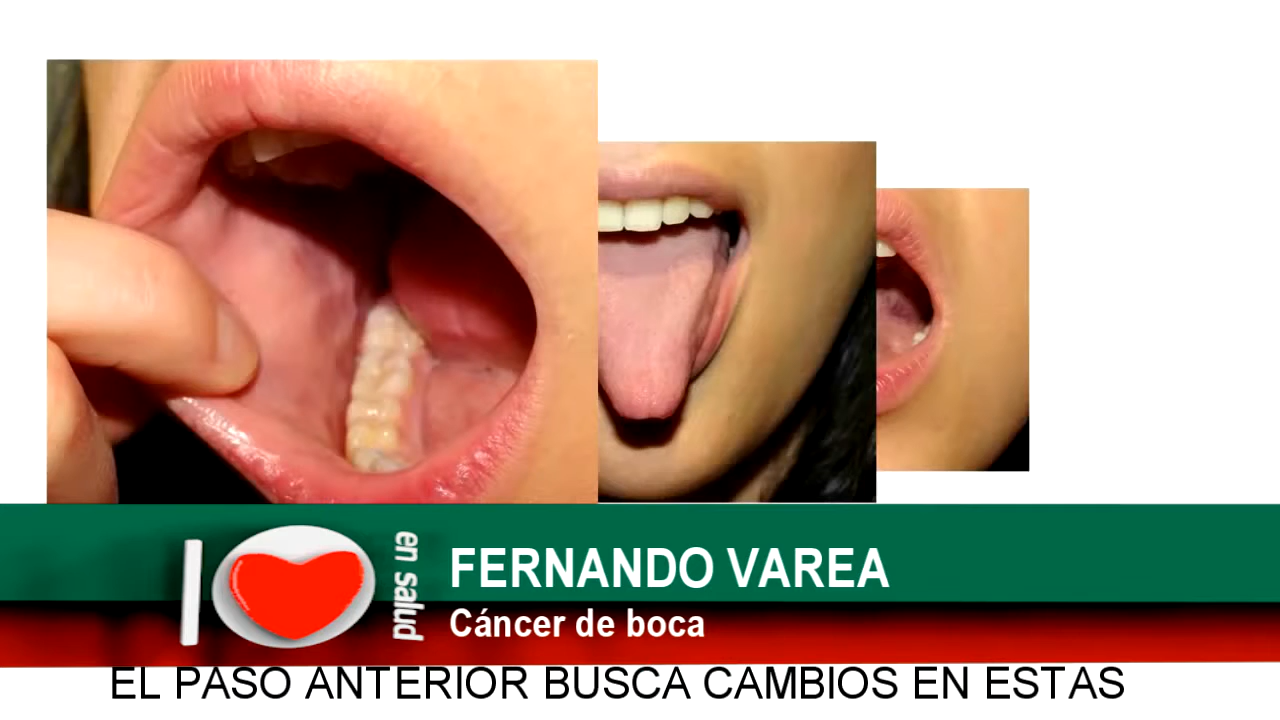 I
en salud
FERNANDO VAREA
Cáncer de boca
EL PASO ANTERIOR BUSCA CAMBIOS EN ESTAS